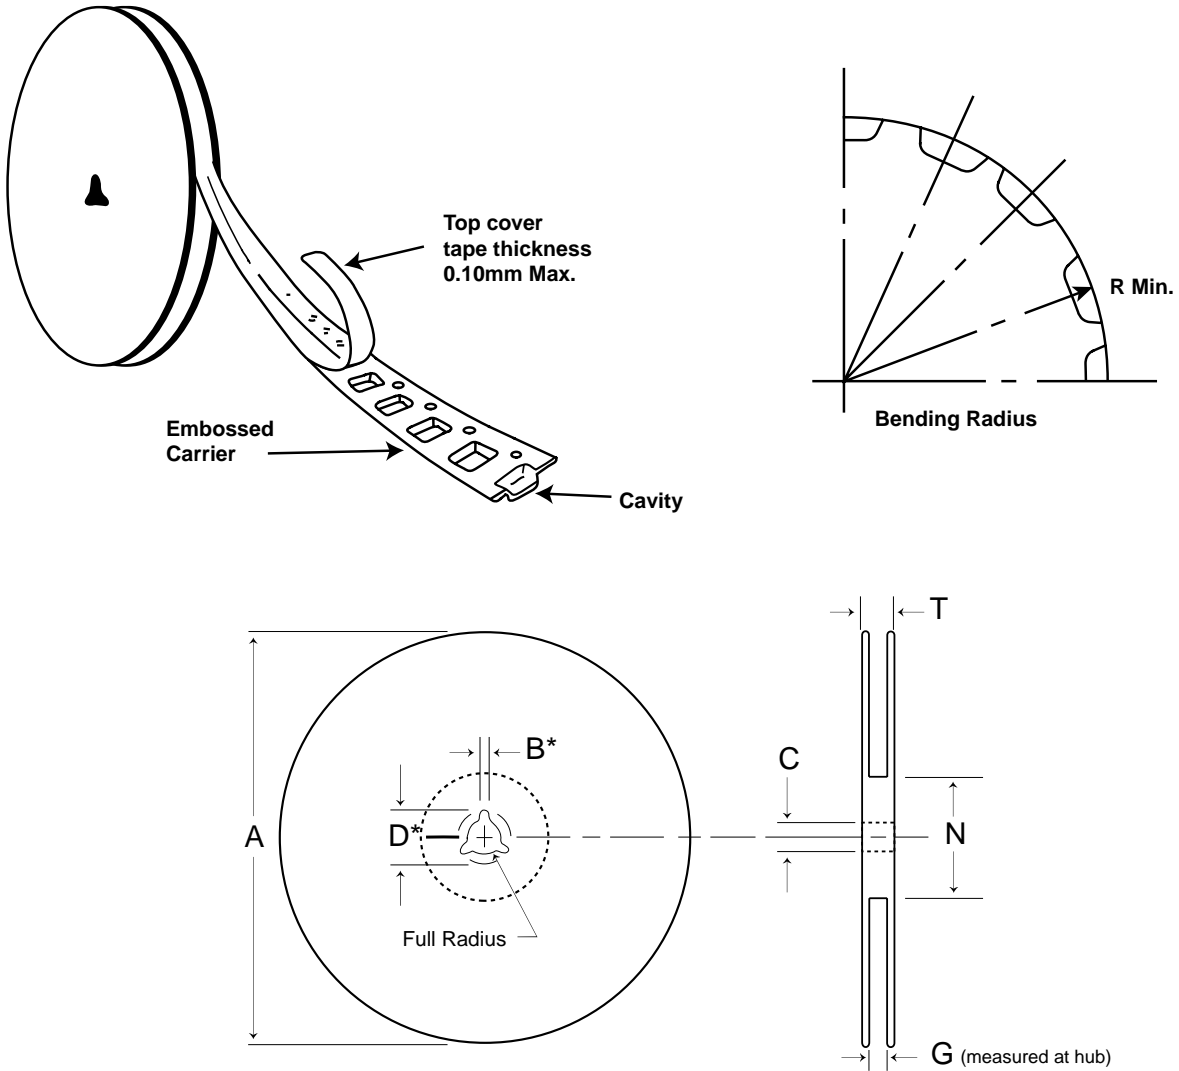 Top cover
tape thickness
0.10mm Max.
R Min.
Bending Radius
Embossed
Carrier
Cavity
T
B*
C
A
D*
N
Full Radius
G (measured at hub)